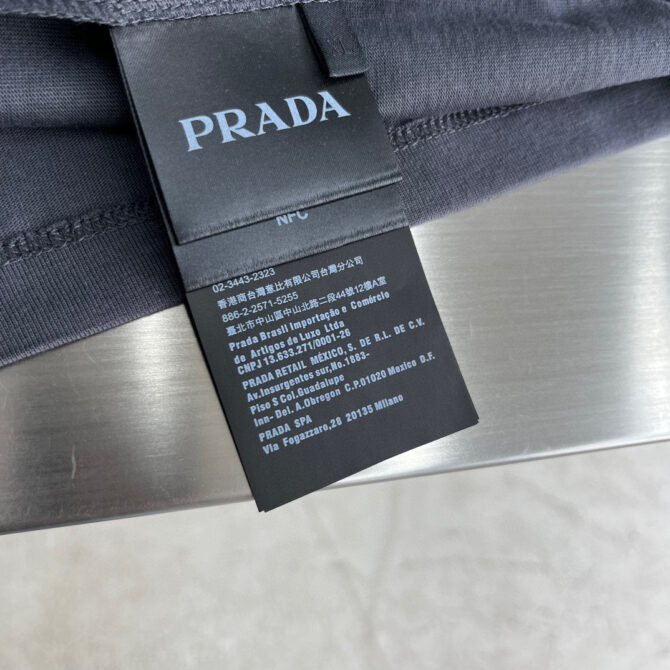 PRADA
NFC
02-3443-2323
香港商台灣壹比有限公司台灣分公司
886-2-2571-5255
臺北市中山區中山北路二段44號12樓A室
Prada Brasil Importação e Comércio
de Artigos de Luxo Ltda
CNPJ 13.633.271/0001-26
PRADA RETAIL MÉXICO, S. DE R.L. DE C.V.
Av.Insurgentes sur,No.1883-
Piso S Col.Guadalupe
Inn- Del. A.Obregon C.P.01020 Mexico D.F.
PRADA SPA
Via Fogazzaro,28 20135 Milano